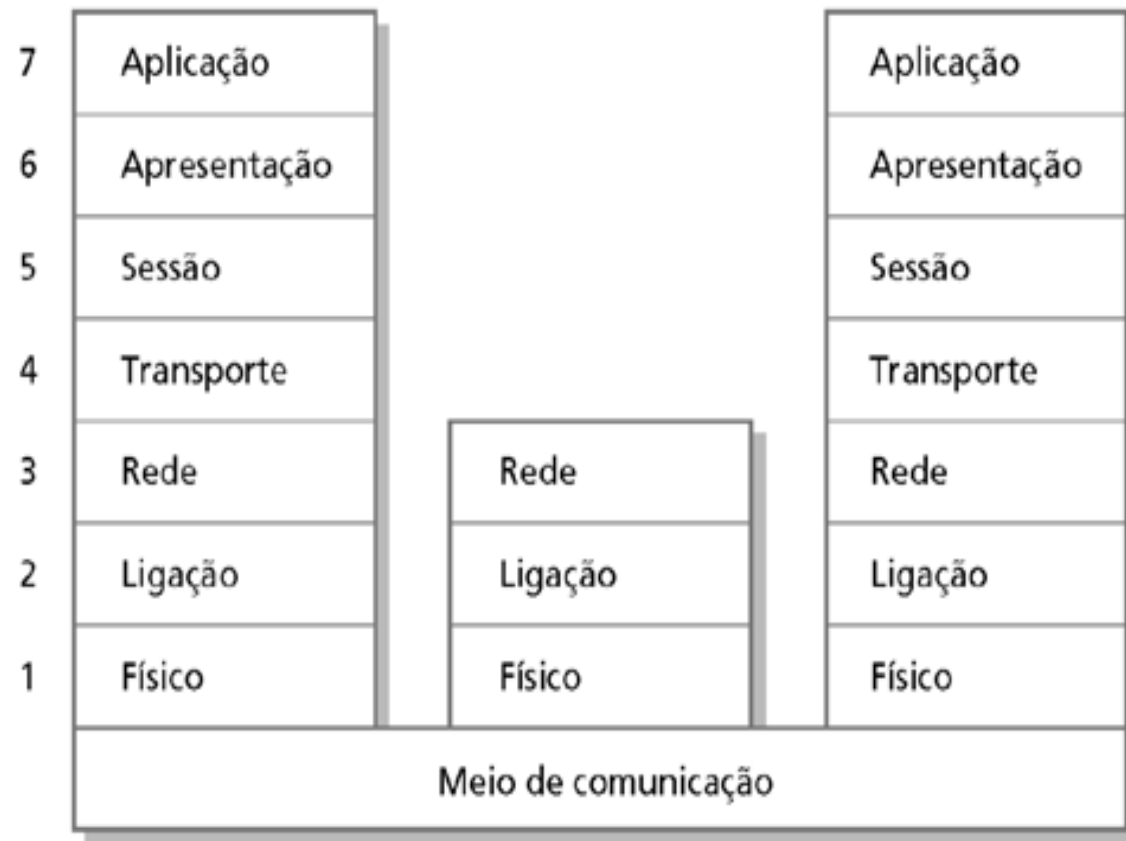 7 Aplicação Aplicação
6 Apresentação Apresentação
5 Sessão Sessão
4 Transporte Transporte
3 Rede Rede Rede
2 Ligação Ligação Ligação
1 Físico Físico Físico
Meio de comunicação